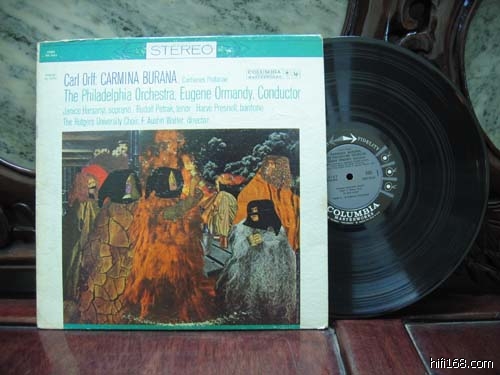 STEREO
COLUMBIA
MASTERWORKS
Carl Orff: CARMINA BURANA Cantiones Profanae
The Philadelphia Orchestra, Eugene Ormandy, Conductor
Janice Harsanyi, soprano Rudolf Petrak, tenor Harve Presnell, baritone
The Rutgers University Choir, F. Austin Walter, director
FIDELITY
COLUMBIA
MASTERWORKS
hifi168.com